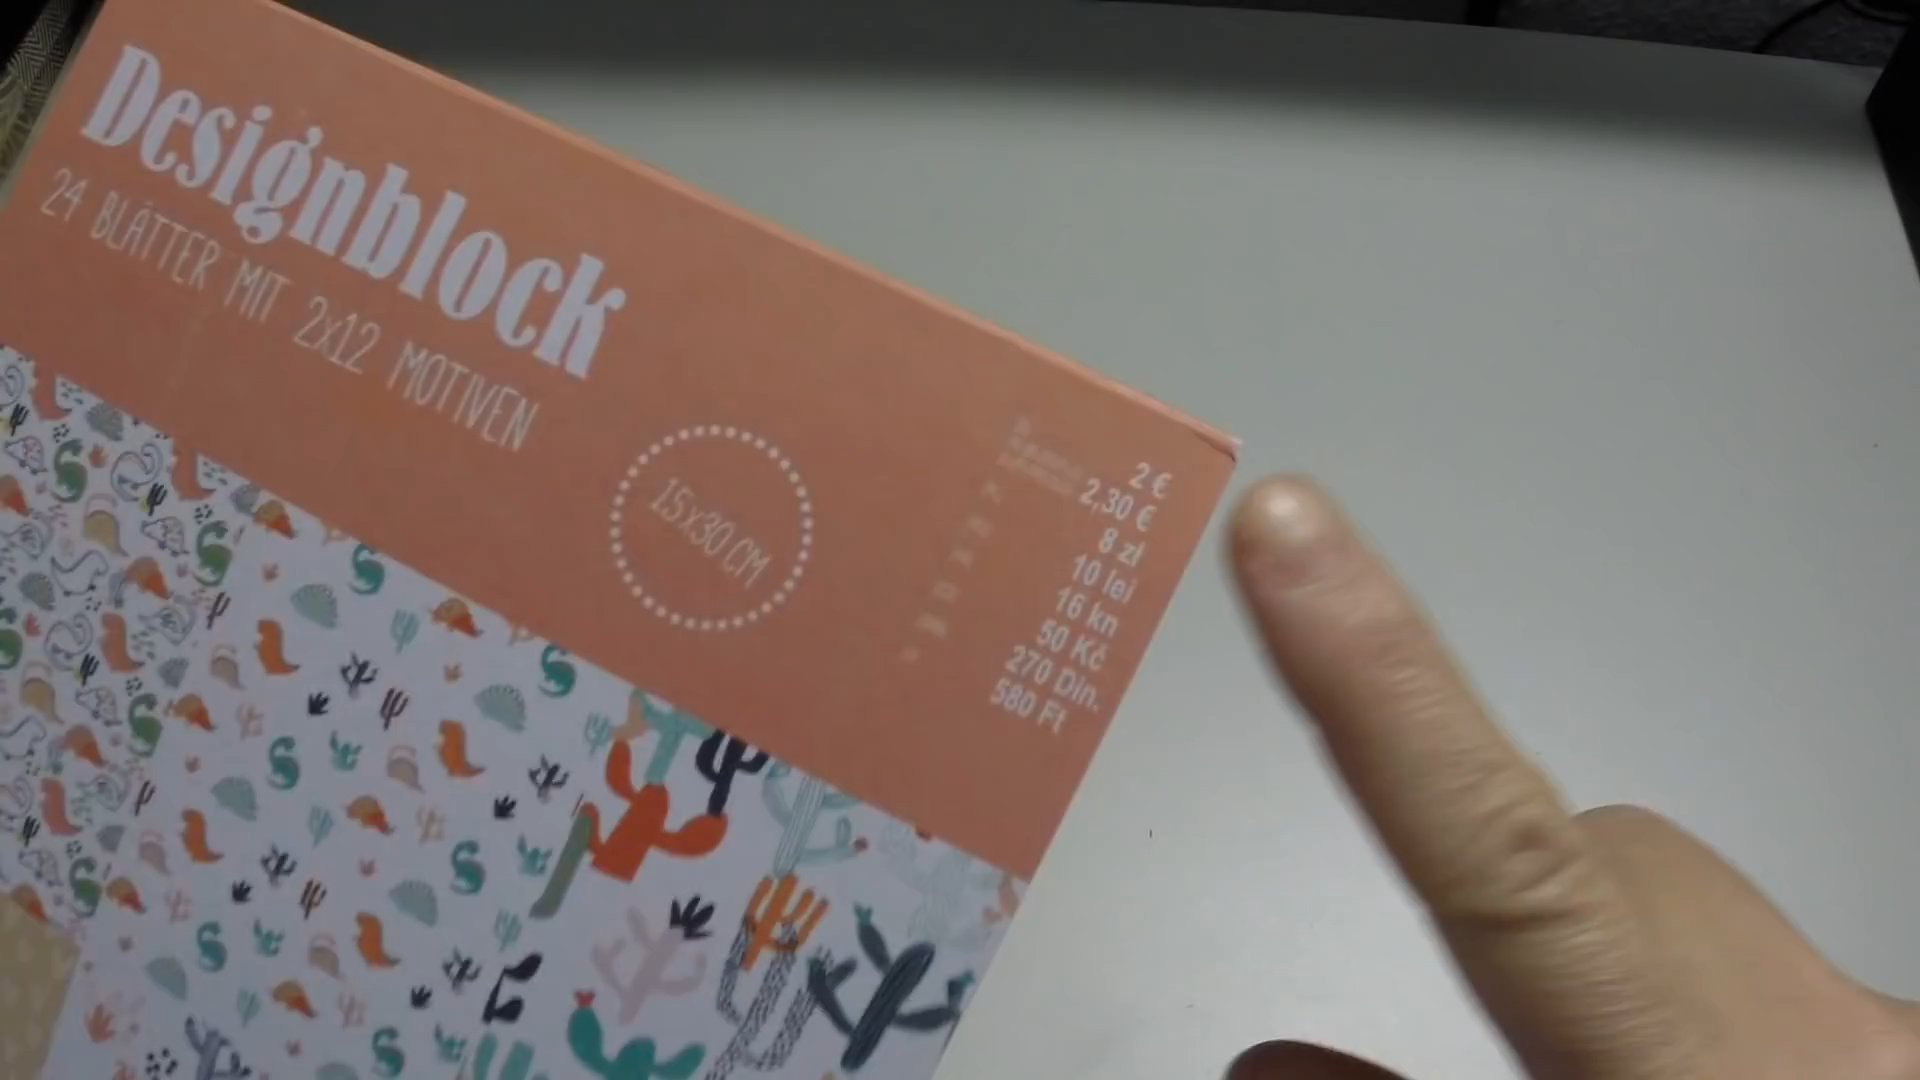 Designblock
24 BLÄTTER MIT 2x12 MOTIVEN
15x30 CM
2 €
2,30 €
8 zł
10 lei
16 kn
50 Kč
270 Din.
580 Ft